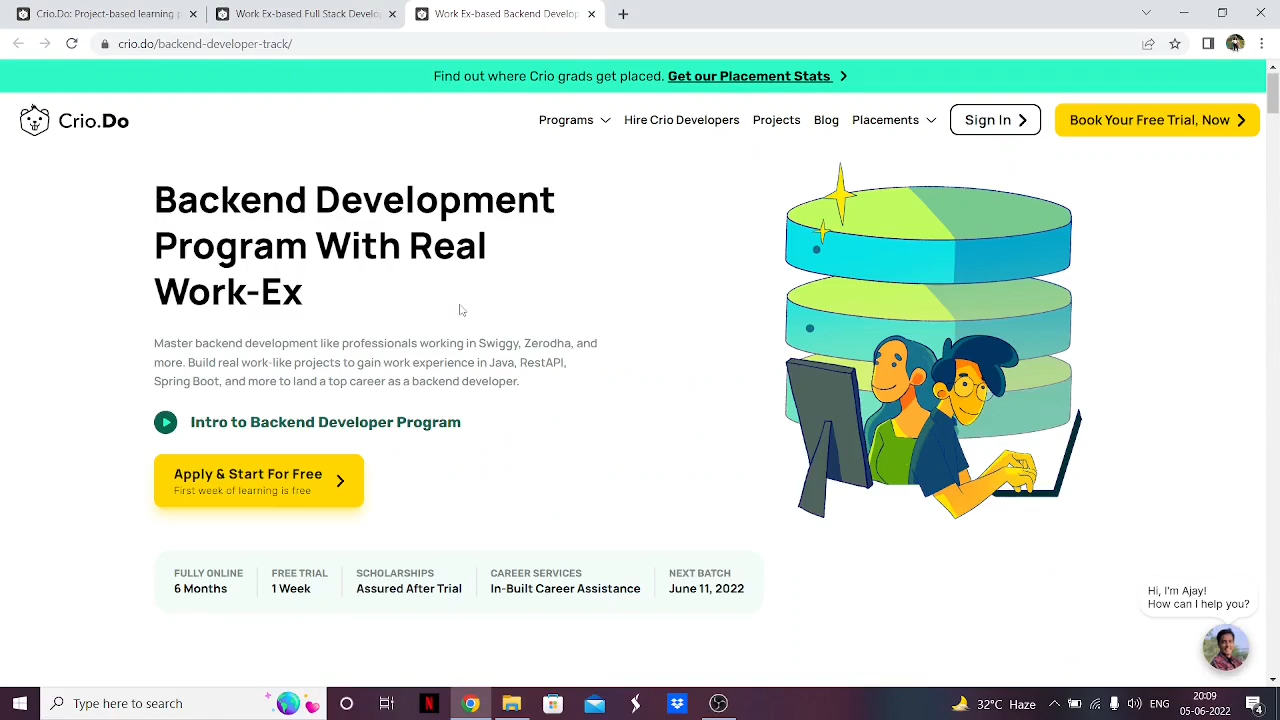 Crio.Do Project-based Learning P
Work-Ex based Full Stack Develop
Work Ex-based Backend Develop
crio.do/backend-developer-track/
Find out where Crio grads get placed. Get our Placement Stats
Crio.Do
Programs
Hire Crio Developers
Projects
Blog
Placements
Sign In
Book Your Free Trial, Now
Backend Development
Program With Real
Work-Ex
Master backend development like professionals working in Swiggy, Zerodha, and
more. Build real work-like projects to gain work experience in Java, RestAPI,
Spring Boot, and more to land a top career as a backend developer.
Intro to Backend Developer Program
Apply & Start For Free
First week of learning is free
FULLY ONLINE
6 Months
FREE TRIAL
1 Week
SCHOLARSHIPS
Assured After Trial
CAREER SERVICES
In-Built Career Assistance
NEXT BATCH
June 11, 2022
Hi, I'm Ajay!
How can I help you?
Type here to search
N
32°C Haze
ENG
20:09
05-06-2022